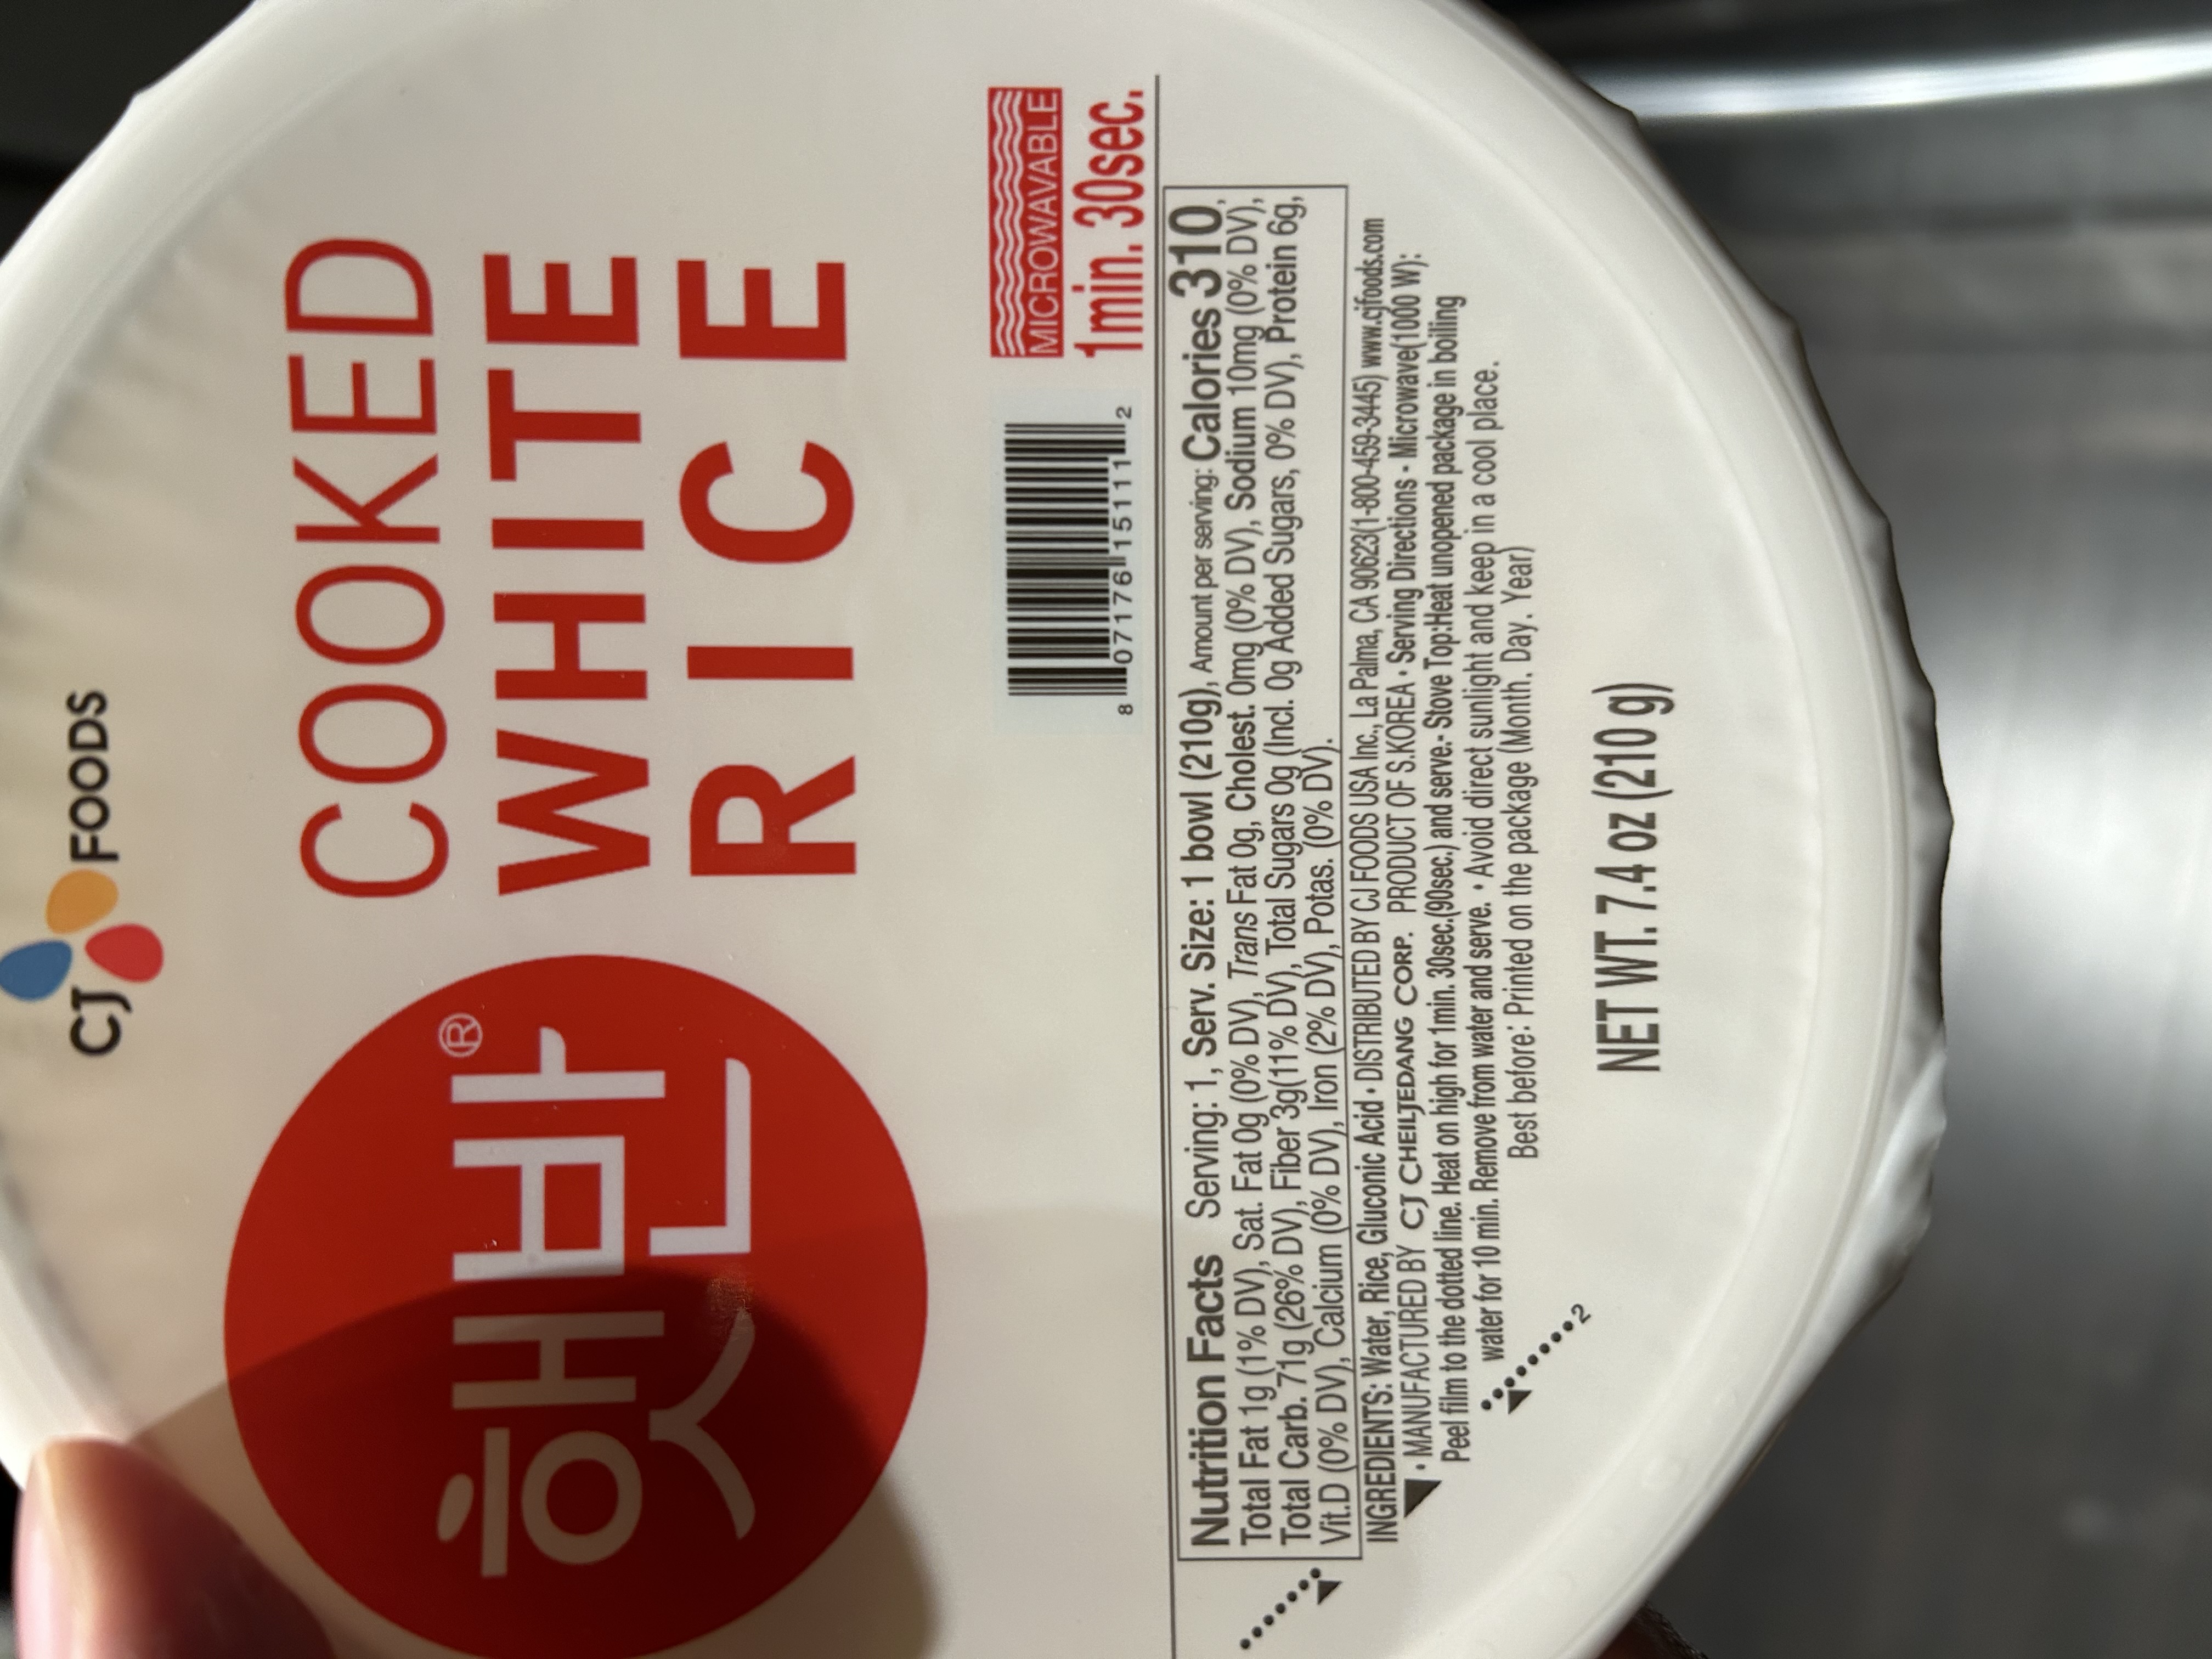 CJ FOODS
햇반®
COOKED
WHITE
RICE
8 07176 15111 2
MICROWAVABLE
1min. 30sec.
Nutrition Facts Serving: 1, Serv. Size: 1 bowl (210g), Amount per serving: Calories 310,
Total Fat 1g (1% DV), Sat. Fat 0g (0% DV), Trans Fat 0g, Cholest. 0mg (0% DV), Sodium 10mg (0% DV),
Total Carb. 71g (26% DV), Fiber 3g(11% DV), Total Sugars 0g (Incl. 0g Added Sugars, 0% DV), Protein 6g,
Vit.D (0% DV), Calcium (0% DV), Iron (2% DV), Potas. (0% DV).
INGREDIENTS: Water, Rice, Gluconic Acid • DISTRIBUTED BY CJ FOODS USA Inc., La Palma, CA 90623(1-800-459-3445) www.cjfoods.com
• MANUFACTURED BY CJ CHEILJEDANG CORP. PRODUCT OF S.KOREA • Serving Directions - Microwave(1000 W):
Peel film to the dotted line. Heat on high for 1min. 30sec.(90sec.) and serve.- Stove Top:Heat unopened package in boiling
water for 10 min. Remove from water and serve. • Avoid direct sunlight and keep in a cool place.
Best before: Printed on the package (Month. Day. Year)
2
NET WT. 7.4 oz (210 g)